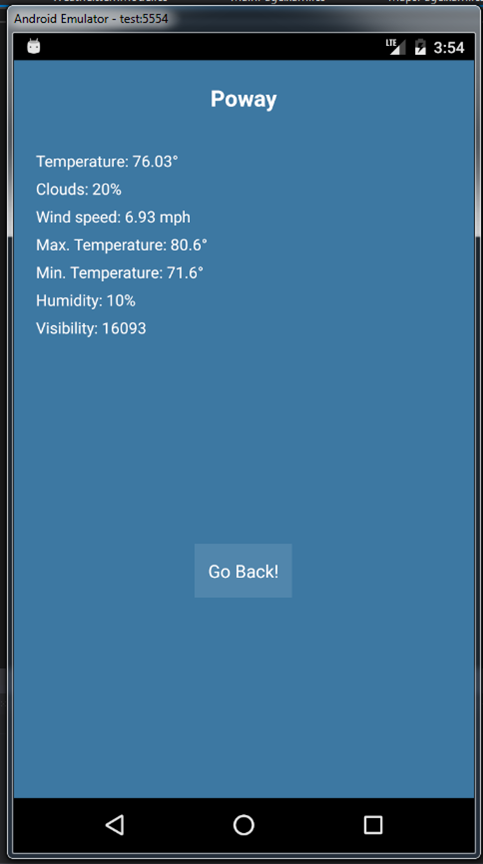 Android Emulator - test:5554
LTE 3:54
Poway
Temperature: 76.03°
Clouds: 20%
Wind speed: 6.93 mph
Max. Temperature: 80.6°
Min. Temperature: 71.6°
Humidity: 10%
Visibility: 16093
Go Back!